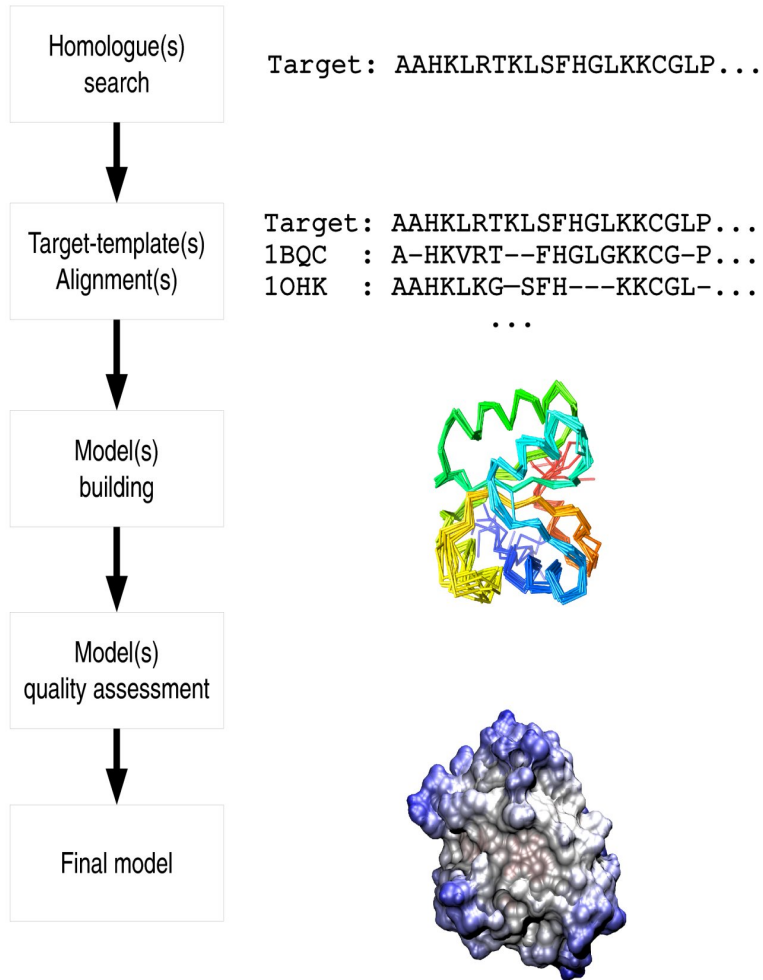 Homologue(s)
search
Target: AAHKLRTKLSFHGLKKCGLP...
Target-template(s)
Alignment(s)
Target: AAHKLRTKLSFHGLKKCGLP...
1BQC : A-HKVRT--FHGLGKKCG-P...
1OHK : AAHKLKG—SFH---KKCGL-...
...
Model(s)
building
Model(s)
quality assessment
Final model